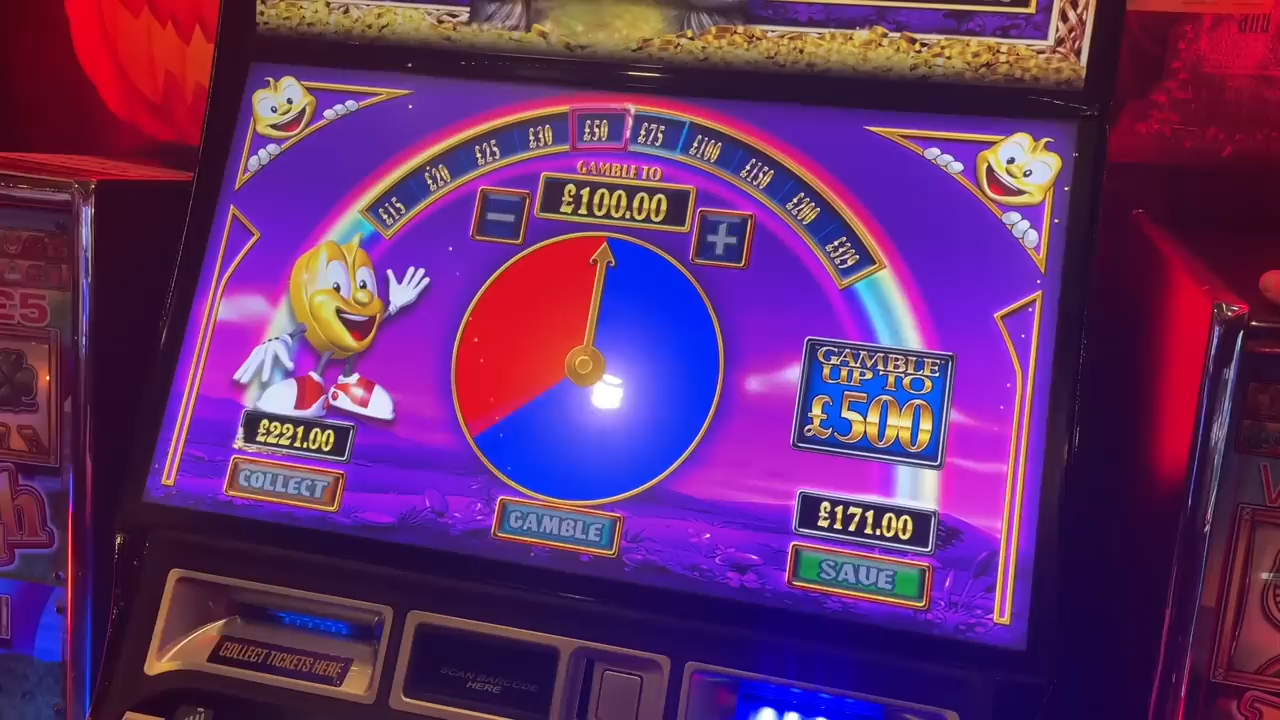 £15
£20
£25
£30
£50
£75
£100
£150
£200
£329
GAMBLE TO
£100.00
−
+
GAMBLE
UP TO
£500
£221.00
COLLECT
GAMBLE
£171.00
SAVE
COLLECT TICKETS HERE
SCAN BARCODE
HERE
£5